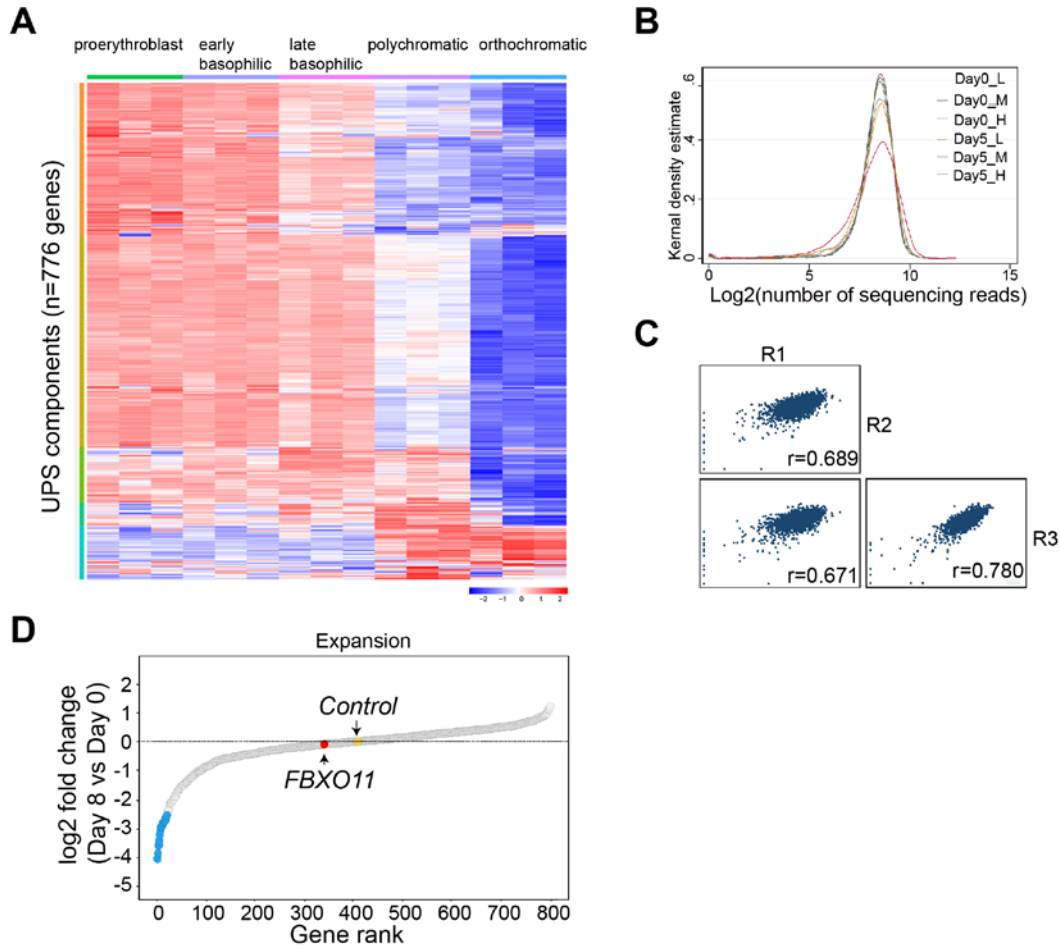 A
proerythroblast
early
basophilic
late
basophilic
polychromatic
orthochromatic
UPS components (n=776 genes)
-2 -1 0 1 2
B
Kernal density estimate
.6
.4
.2
0
0 5 10 15
Log2(number of sequencing reads)
Day0_L
Day0_M
Day0_H
Day5_L
Day5_M
Day5_H
C
R1
r=0.689
R2
r=0.671
r=0.780
R3
D
Expansion
log2 fold change
(Day 8 vs Day 0)
2
1
0
-1
-2
-3
-4
-5
Control
FBXO11
0 100 200 300 400 500 600 700 800
Gene rank